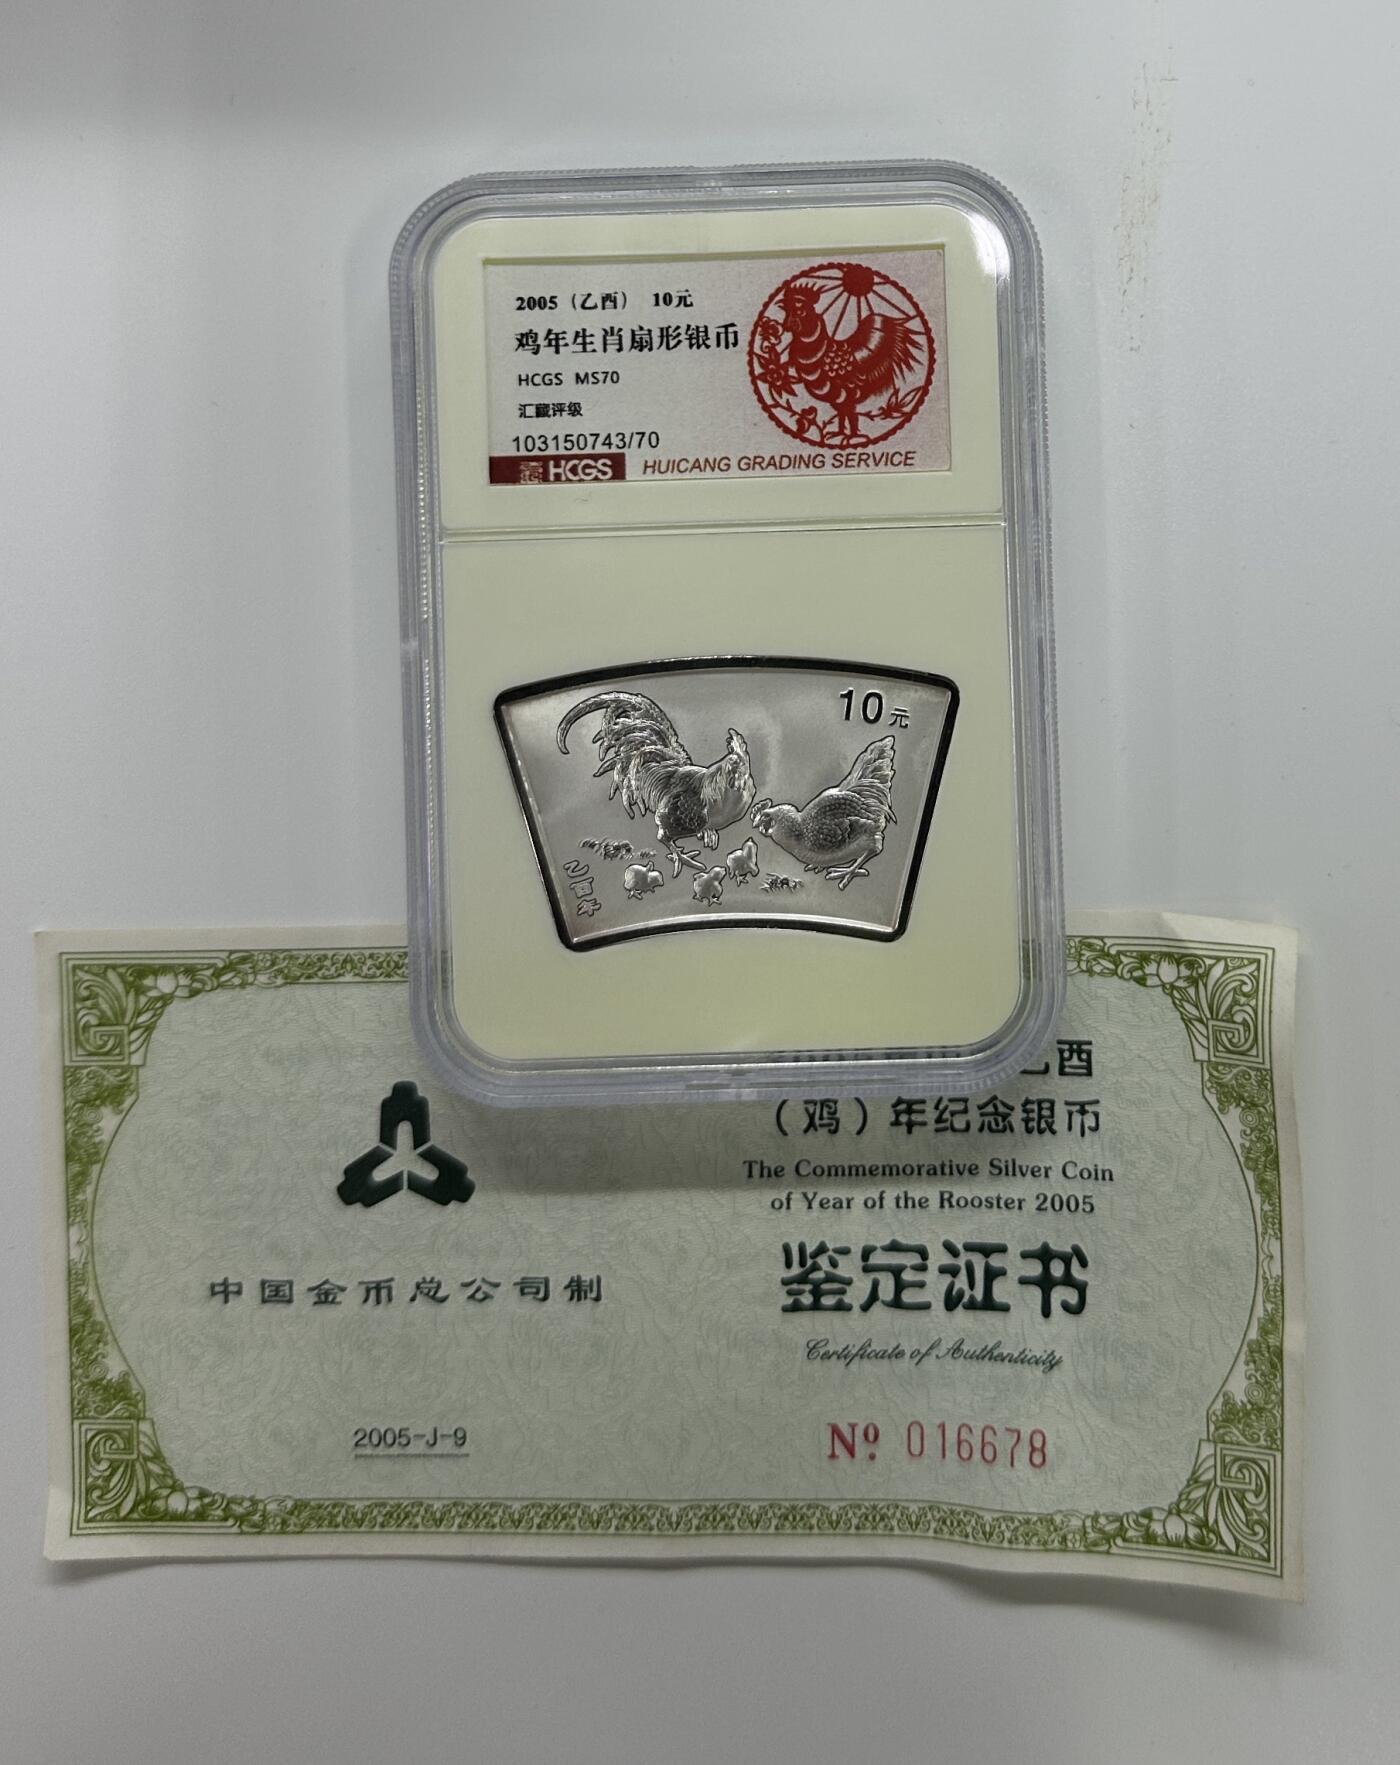 2005（乙酉） 10元
鸡年生肖扇形银币
HCGS MS70
汇藏评级
103150743/70
HCGS HUICANG GRADING SERVICE
10元
乙酉年
乙酉
（鸡）年纪念银币
The Commemorative Silver Coin
of Year of the Rooster 2005
中国金币总公司制
鉴定证书
Certificate of Authenticity
2005-J-9
Nº 016678